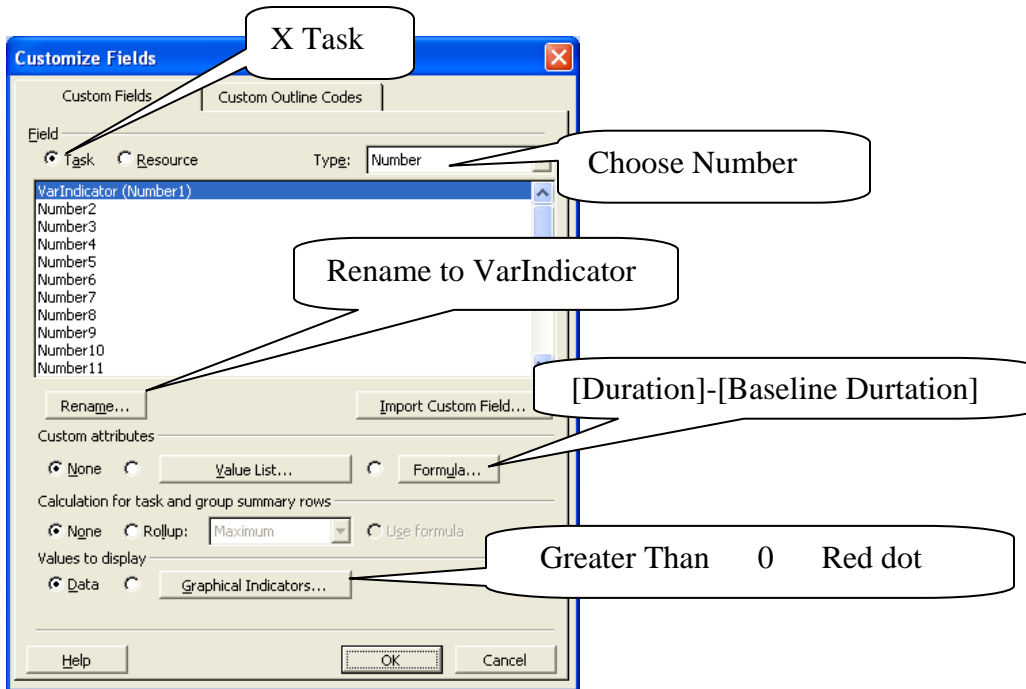 X Task
Customize Fields
Custom Fields
Custom Outline Codes
Field
Task
Resource
Type:
Number
Choose Number
VarIndicator (Number1)
Number2
Number3
Number4
Number5
Number6
Number7
Number8
Number9
Number10
Number11
Rename to VarIndicator
Rename...
Import Custom Field...
[Duration]-[Baseline Durtation]
Custom attributes
None
Value List...
Formula...
Calculation for task and group summary rows
None
Rollup:
Maximum
Use formula
Greater Than 0 Red dot
Values to display
Data
Graphical Indicators...
Help
OK
Cancel